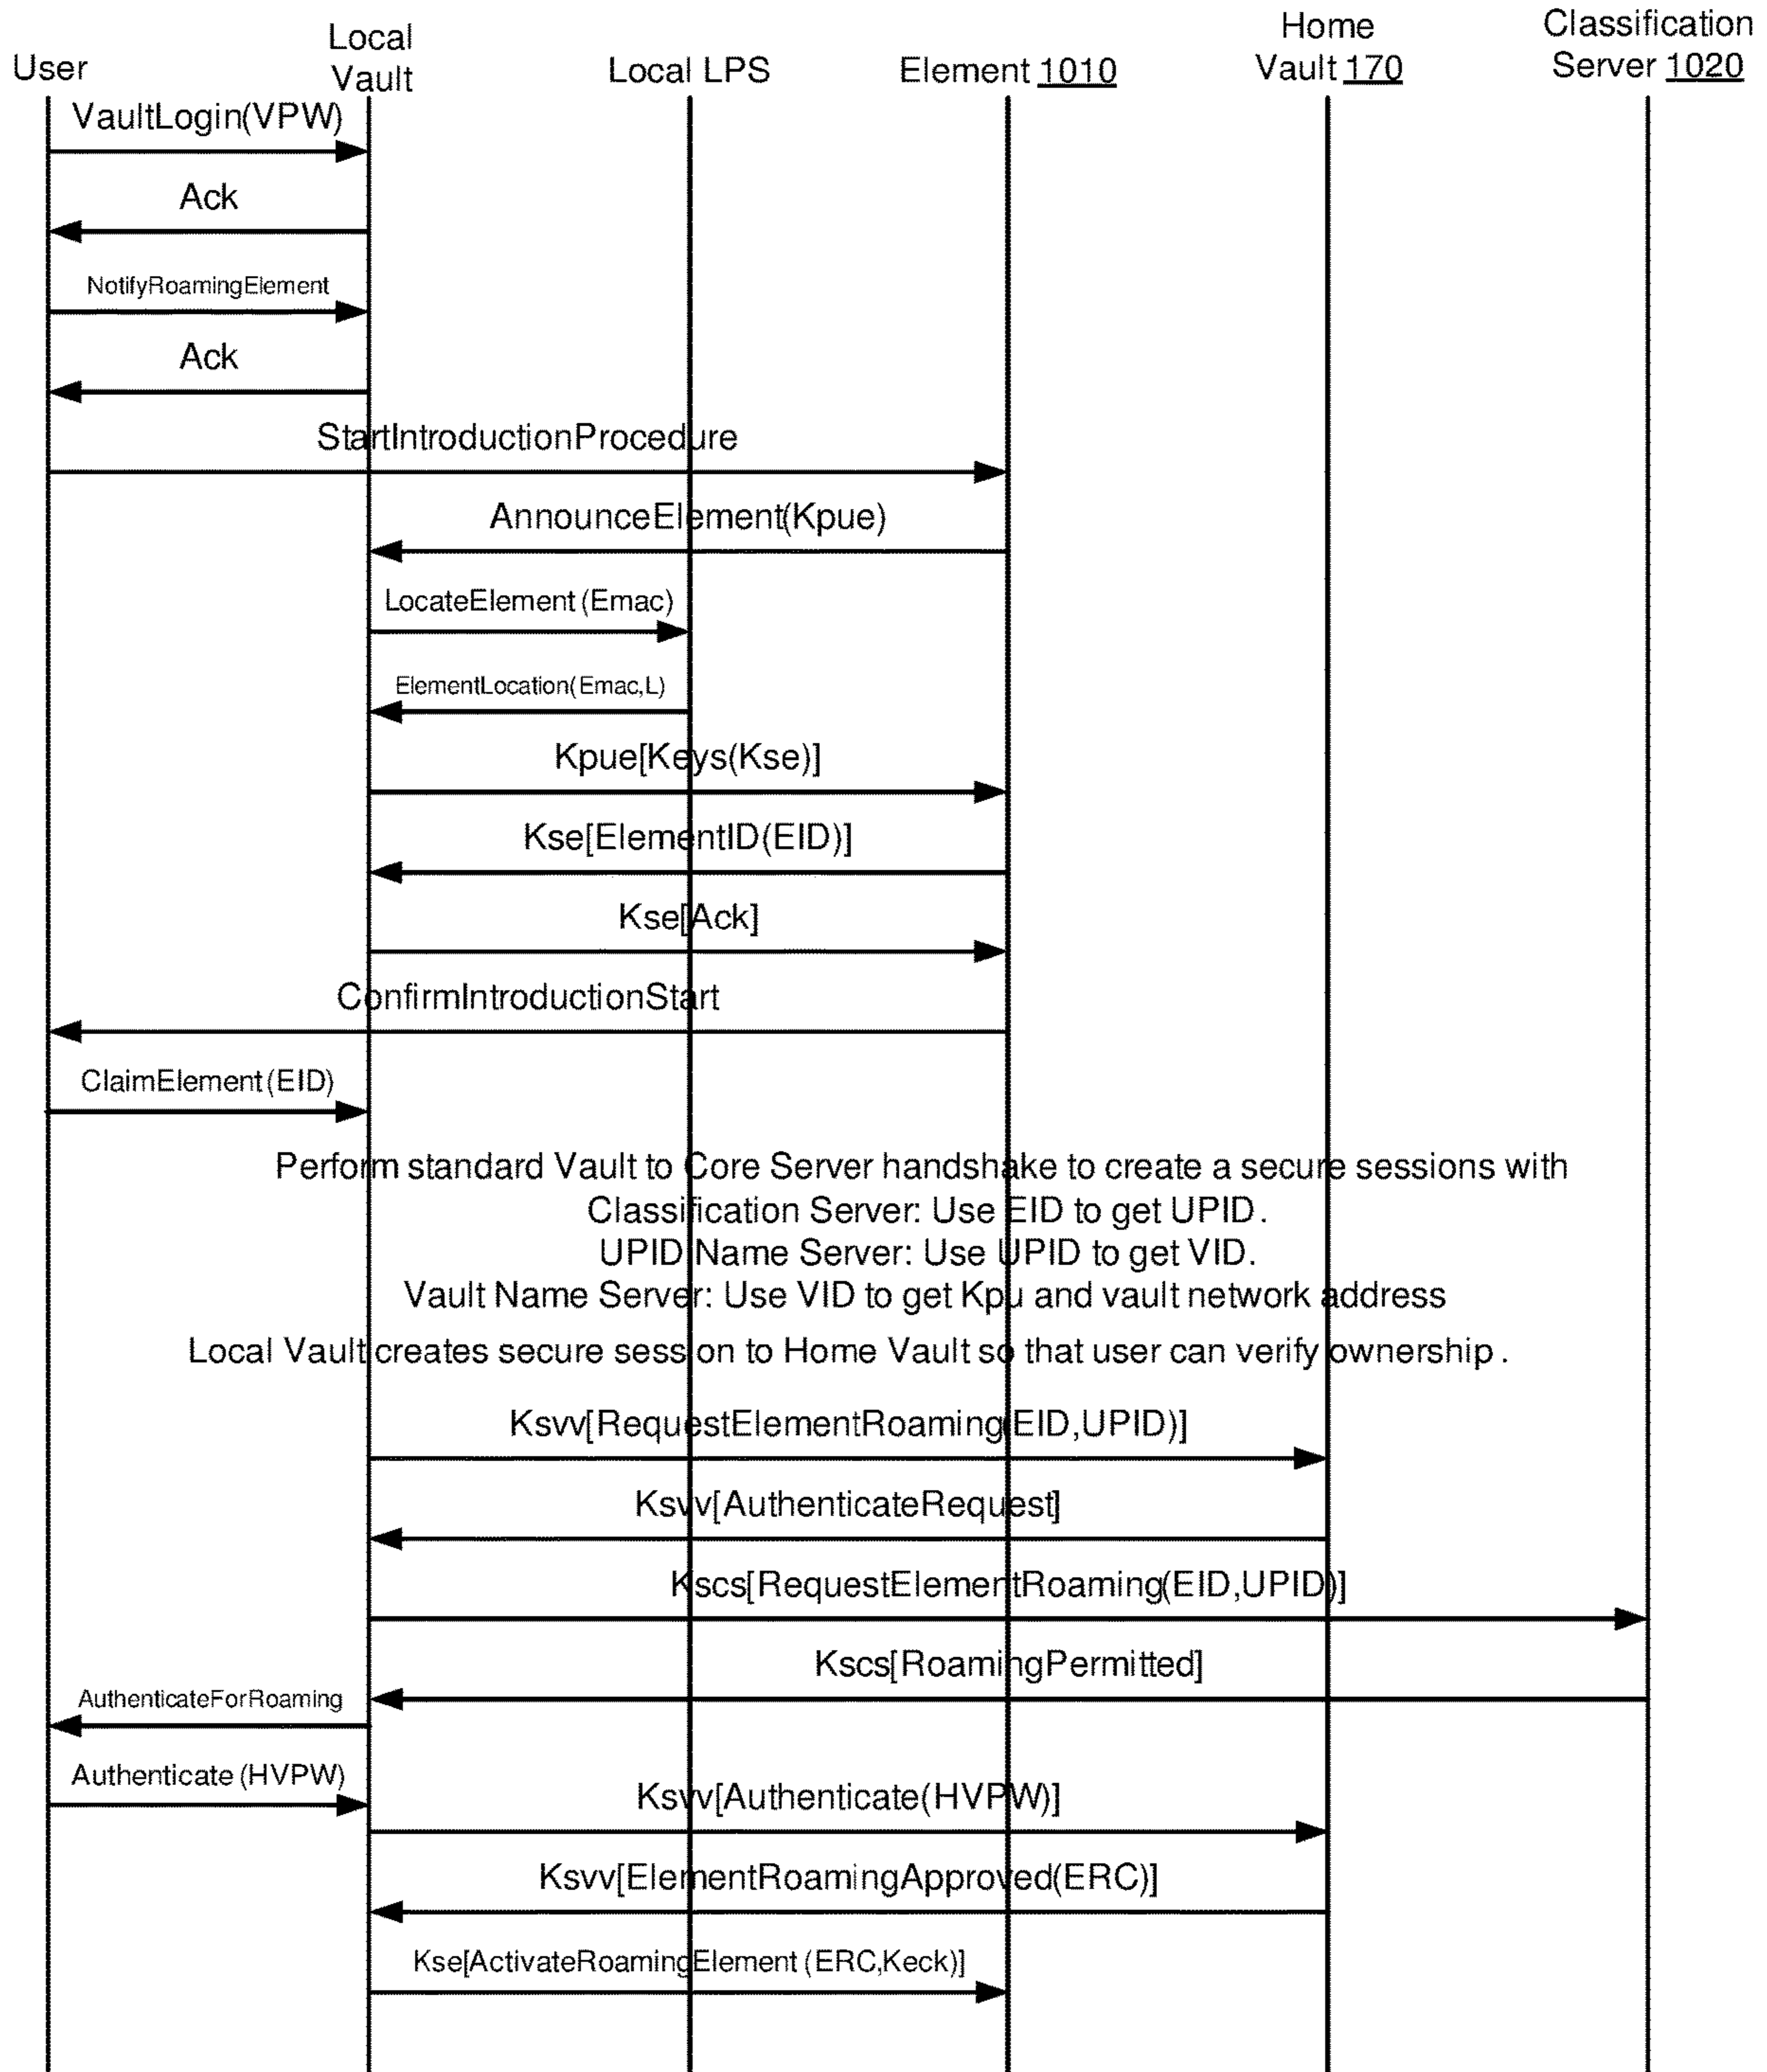 User
Local
Vault
Local LPS
Element 1010
Home
Vault 170
Classification
Server 1020
VaultLogin(VPW)
Ack
NotifyRoamingElement
Ack
StartIntroductionProcedure
AnnounceElement(Kpue)
LocateElement (Emac)
ElementLocation(Emac,L)
Kpue[Keys(Kse)]
Kse[ElementID(EID)]
Kse[Ack]
ConfirmIntroductionStart
ClaimElement (EID)
Perform standard Vault to Core Server handshake to create a secure sessions with
Classification Server: Use EID to get UPID.
UPID Name Server: Use UPID to get VID.
Vault Name Server: Use VID to get Kpu and vault network address
Local Vault creates secure session to Home Vault so that user can verify ownership.
Ksvv[RequestElementRoaming(EID,UPID)]
Ksvv[AuthenticateRequest]
Kscs[RequestElementRoaming(EID,UPID)]
Kscs[RoamingPermitted]
AuthenticateForRoaming
Authenticate (HVPW)
Ksvv[Authenticate(HVPW)]
Ksvv[ElementRoamingApproved(ERC)]
Kse[ActivateRoamingElement (ERC,Keck)]